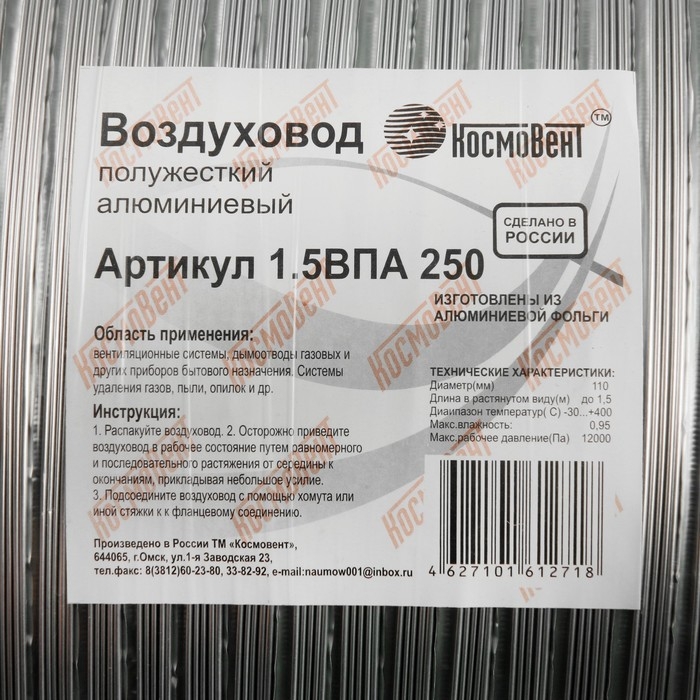 Воздуховод
полужесткий
алюминиевый
КосмоВент
ТМ
СДЕЛАНО В
РОССИИ
Артикул 1.5ВПА 250
ИЗГОТОВЛЕНЫ ИЗ
АЛЮМИНИЕВОЙ ФОЛЬГИ
Область применения:
вентиляционные системы, дымоотводы газовых и
других приборов бытового назначения. Системы
удаления газов, пыли, опилок и др.
Инструкция:
1. Распакуйте воздуховод. 2. Осторожно приведите
воздуховод в рабочее состояние путем равномерного
и последовательного растяжения от середины к
окончаниям, прикладывая небольшое усилие.
3. Подсоедините воздуховод с помощью хомута или
иной стяжки к к фланцевому соединению.
Произведено в России ТМ «Космовент»,
644065, г.Омск, ул.1-я Заводская 23,
тел.факс: 8(3812)60-23-80, 33-82-92, e-mail:naumow001@inbox.ru
ТЕХНИЧЕСКИЕ ХАРАКТЕРИСТИКИ:
Диаметр(мм) 110
Длина в растянутом виду(м) до 1,5
Диаипазон температур( С) -30...+400
Макс.влажность: 0,95
Мак.рабочее давление(Па) 12000
4 627101 612718